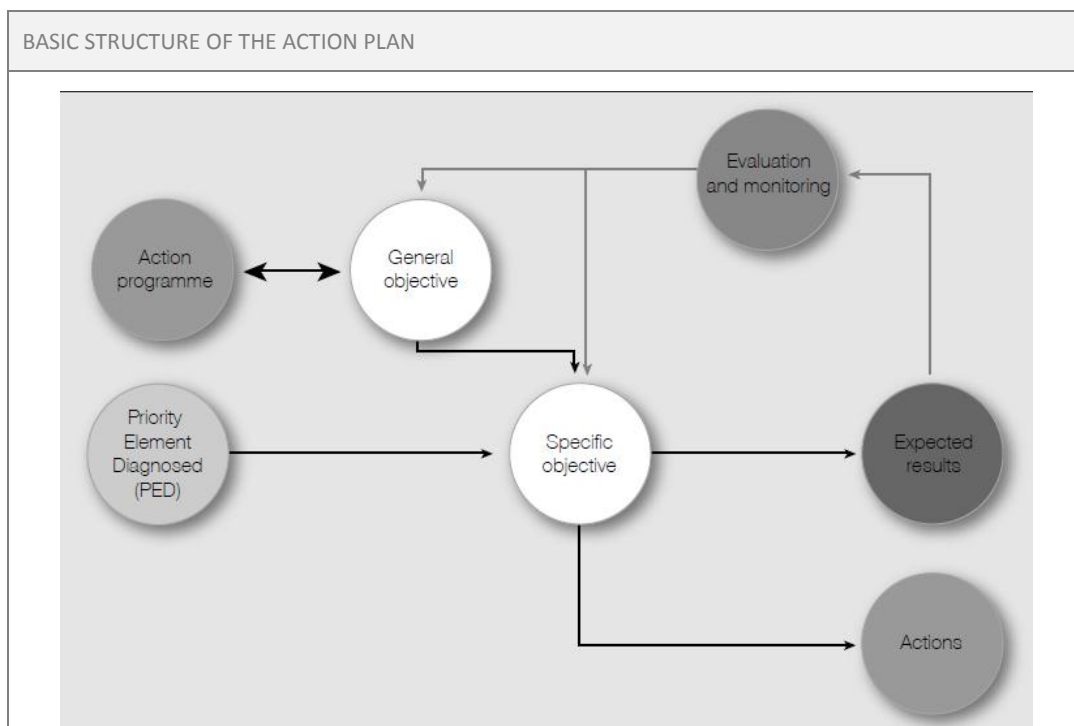 BASIC STRUCTURE OF THE ACTION PLAN
Evaluation
and monitoring
Action
programme
General
objective
Priority
Element
Diagnosed
(PED)
Specific
objective
Expected
results
Actions